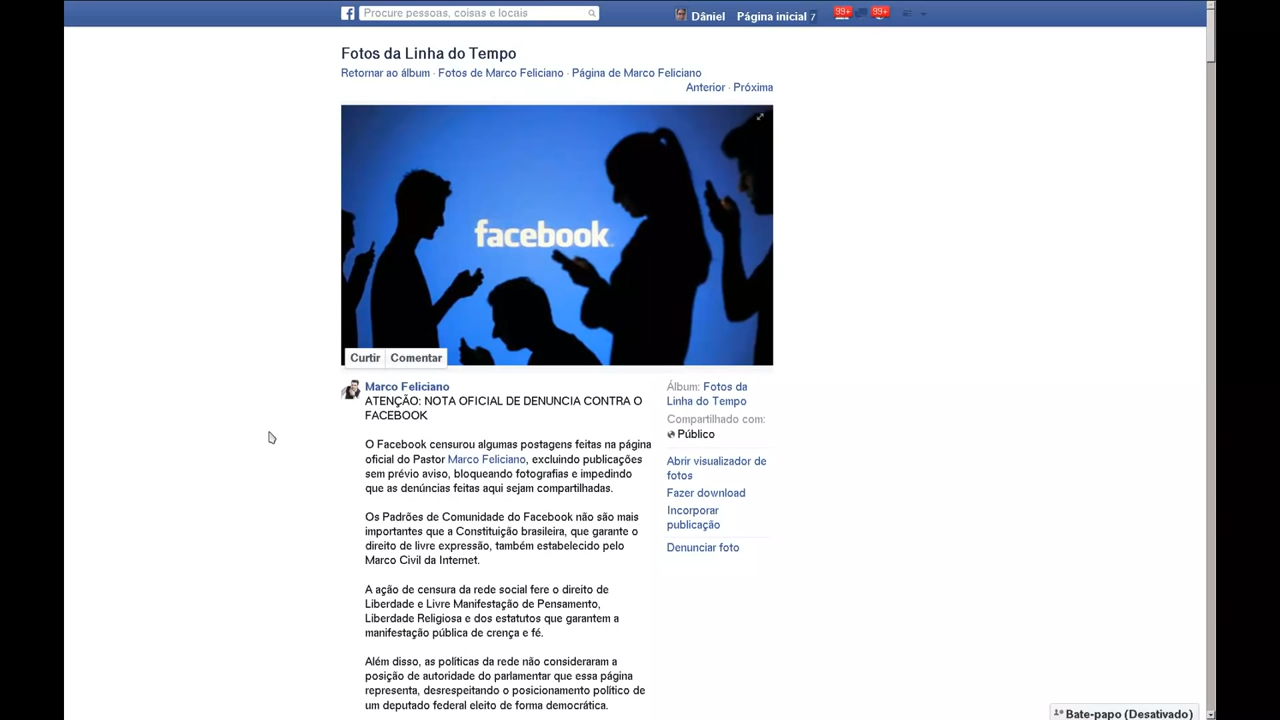 Procure pessoas, coisas e locais
Dâniel Página inicial 7 99+ 99+
Fotos da Linha do Tempo
Retornar ao álbum · Fotos de Marco Feliciano · Página de Marco Feliciano
Anterior · Próxima
facebook
Curtir Comentar
Marco Feliciano
ATENÇÃO: NOTA OFICIAL DE DENUNCIA CONTRA O
FACEBOOK
O Facebook censurou algumas postagens feitas na página
oficial do Pastor Marco Feliciano, excluindo publicações
sem prévio aviso, bloqueando fotografias e impedindo
que as denúncias feitas aqui sejam compartilhadas.
Os Padrões de Comunidade do Facebook não são mais
importantes que a Constituição brasileira, que garante o
direito de livre expressão, também estabelecido pelo
Marco Civil da Internet.
A ação de censura da rede social fere o direito de
Liberdade e Livre Manifestação de Pensamento,
Liberdade Religiosa e dos estatutos que garantem a
manifestação pública de crença e fé.
Além disso, as políticas da rede não consideraram a
posição de autoridade do parlamentar que essa página
representa, desrespeitando o posicionamento político de
um deputado federal eleito de forma democrática.
Álbum: Fotos da
Linha do Tempo
Compartilhado com:
Público
Abrir visualizador de
fotos
Fazer download
Incorporar
publicação
Denunciar foto
Bate-papo (Desativado)